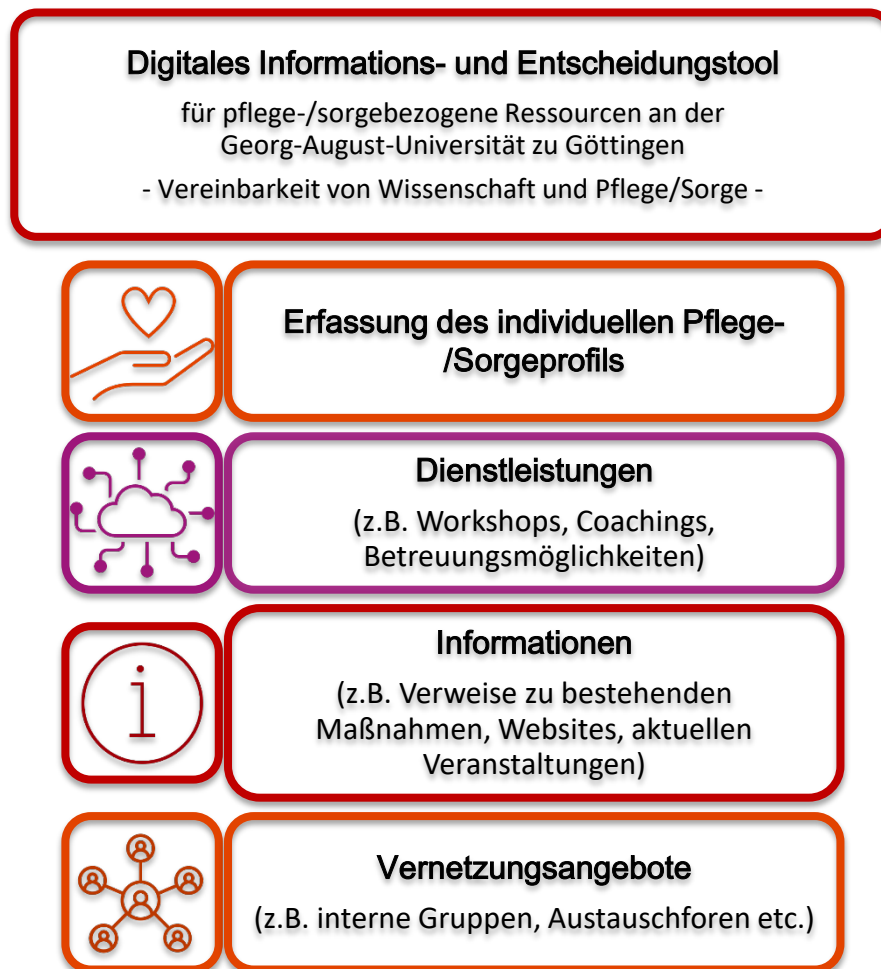 Digitales Informations- und Entscheidungstool
für pflege-/sorgebezogene Ressourcen an der
Georg-August-Universität zu Göttingen
- Vereinbarkeit von Wissenschaft und Pflege/Sorge -
Erfassung des individuellen Pflege-
/Sorgeprofils
Dienstleistungen
(z.B. Workshops, Coachings,
Betreuungsmöglichkeiten)
i
Informationen
(z.B. Verweise zu bestehenden
Maßnahmen, Websites, aktuellen
Veranstaltungen)
Vernetzungsangebote
(z.B. interne Gruppen, Austauschforen etc.)